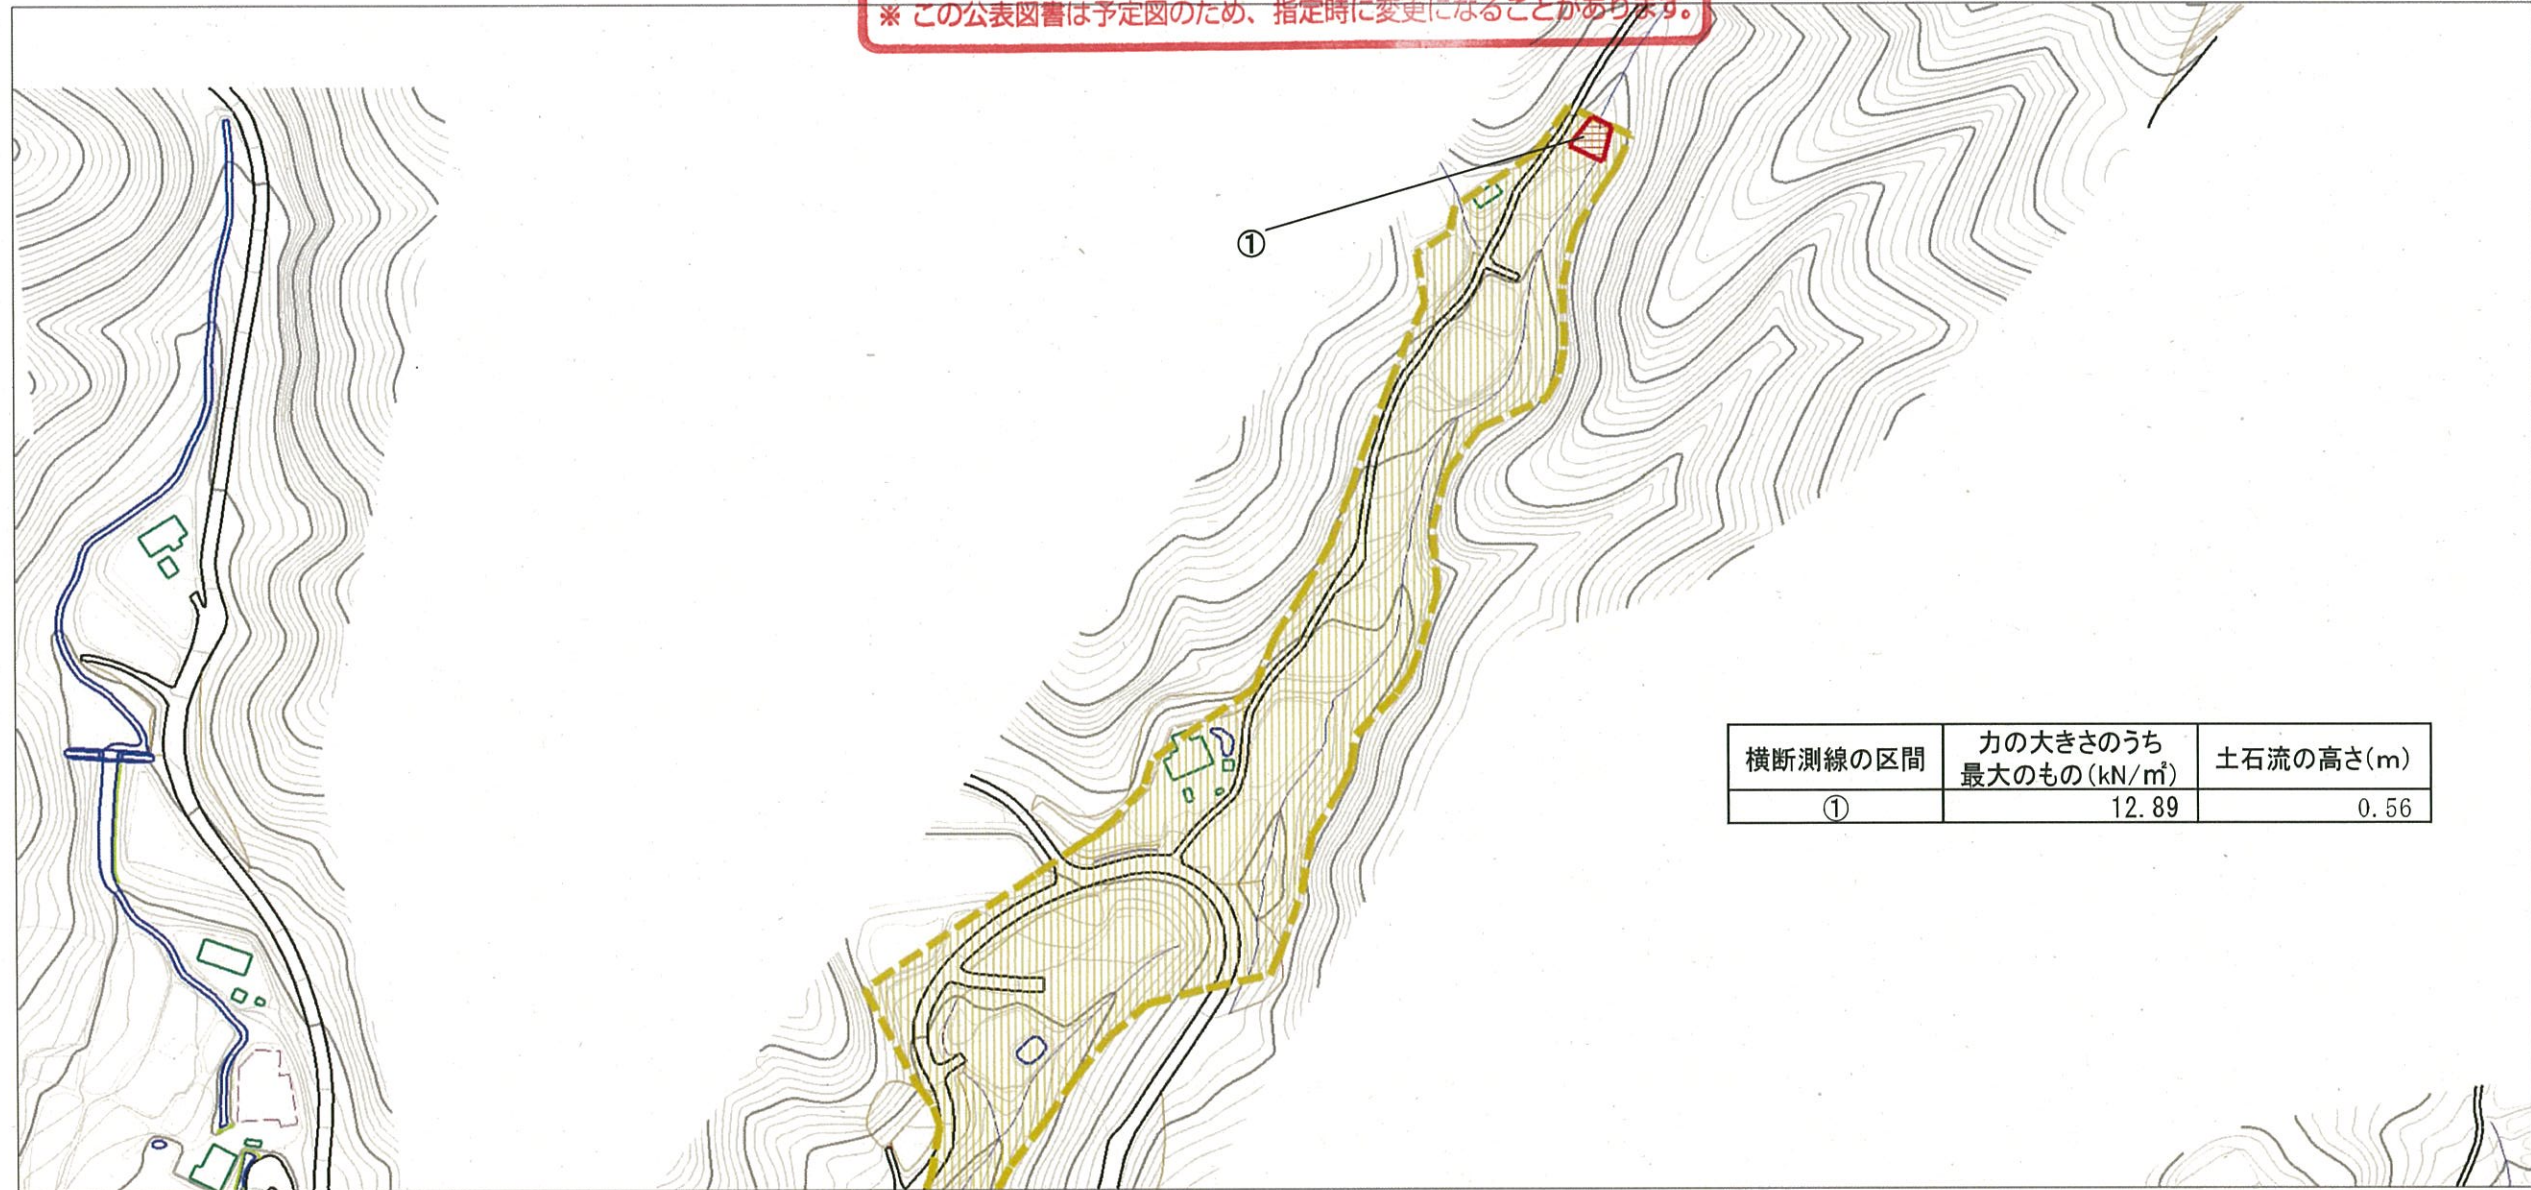 ※ この公表図書は予定図のため、指定時に変更になることがあります。
①
横断測線の区間 力の大きさのうち 最大のもの(kN/㎡) 土石流の高さ(m)
① 12.89 0.56